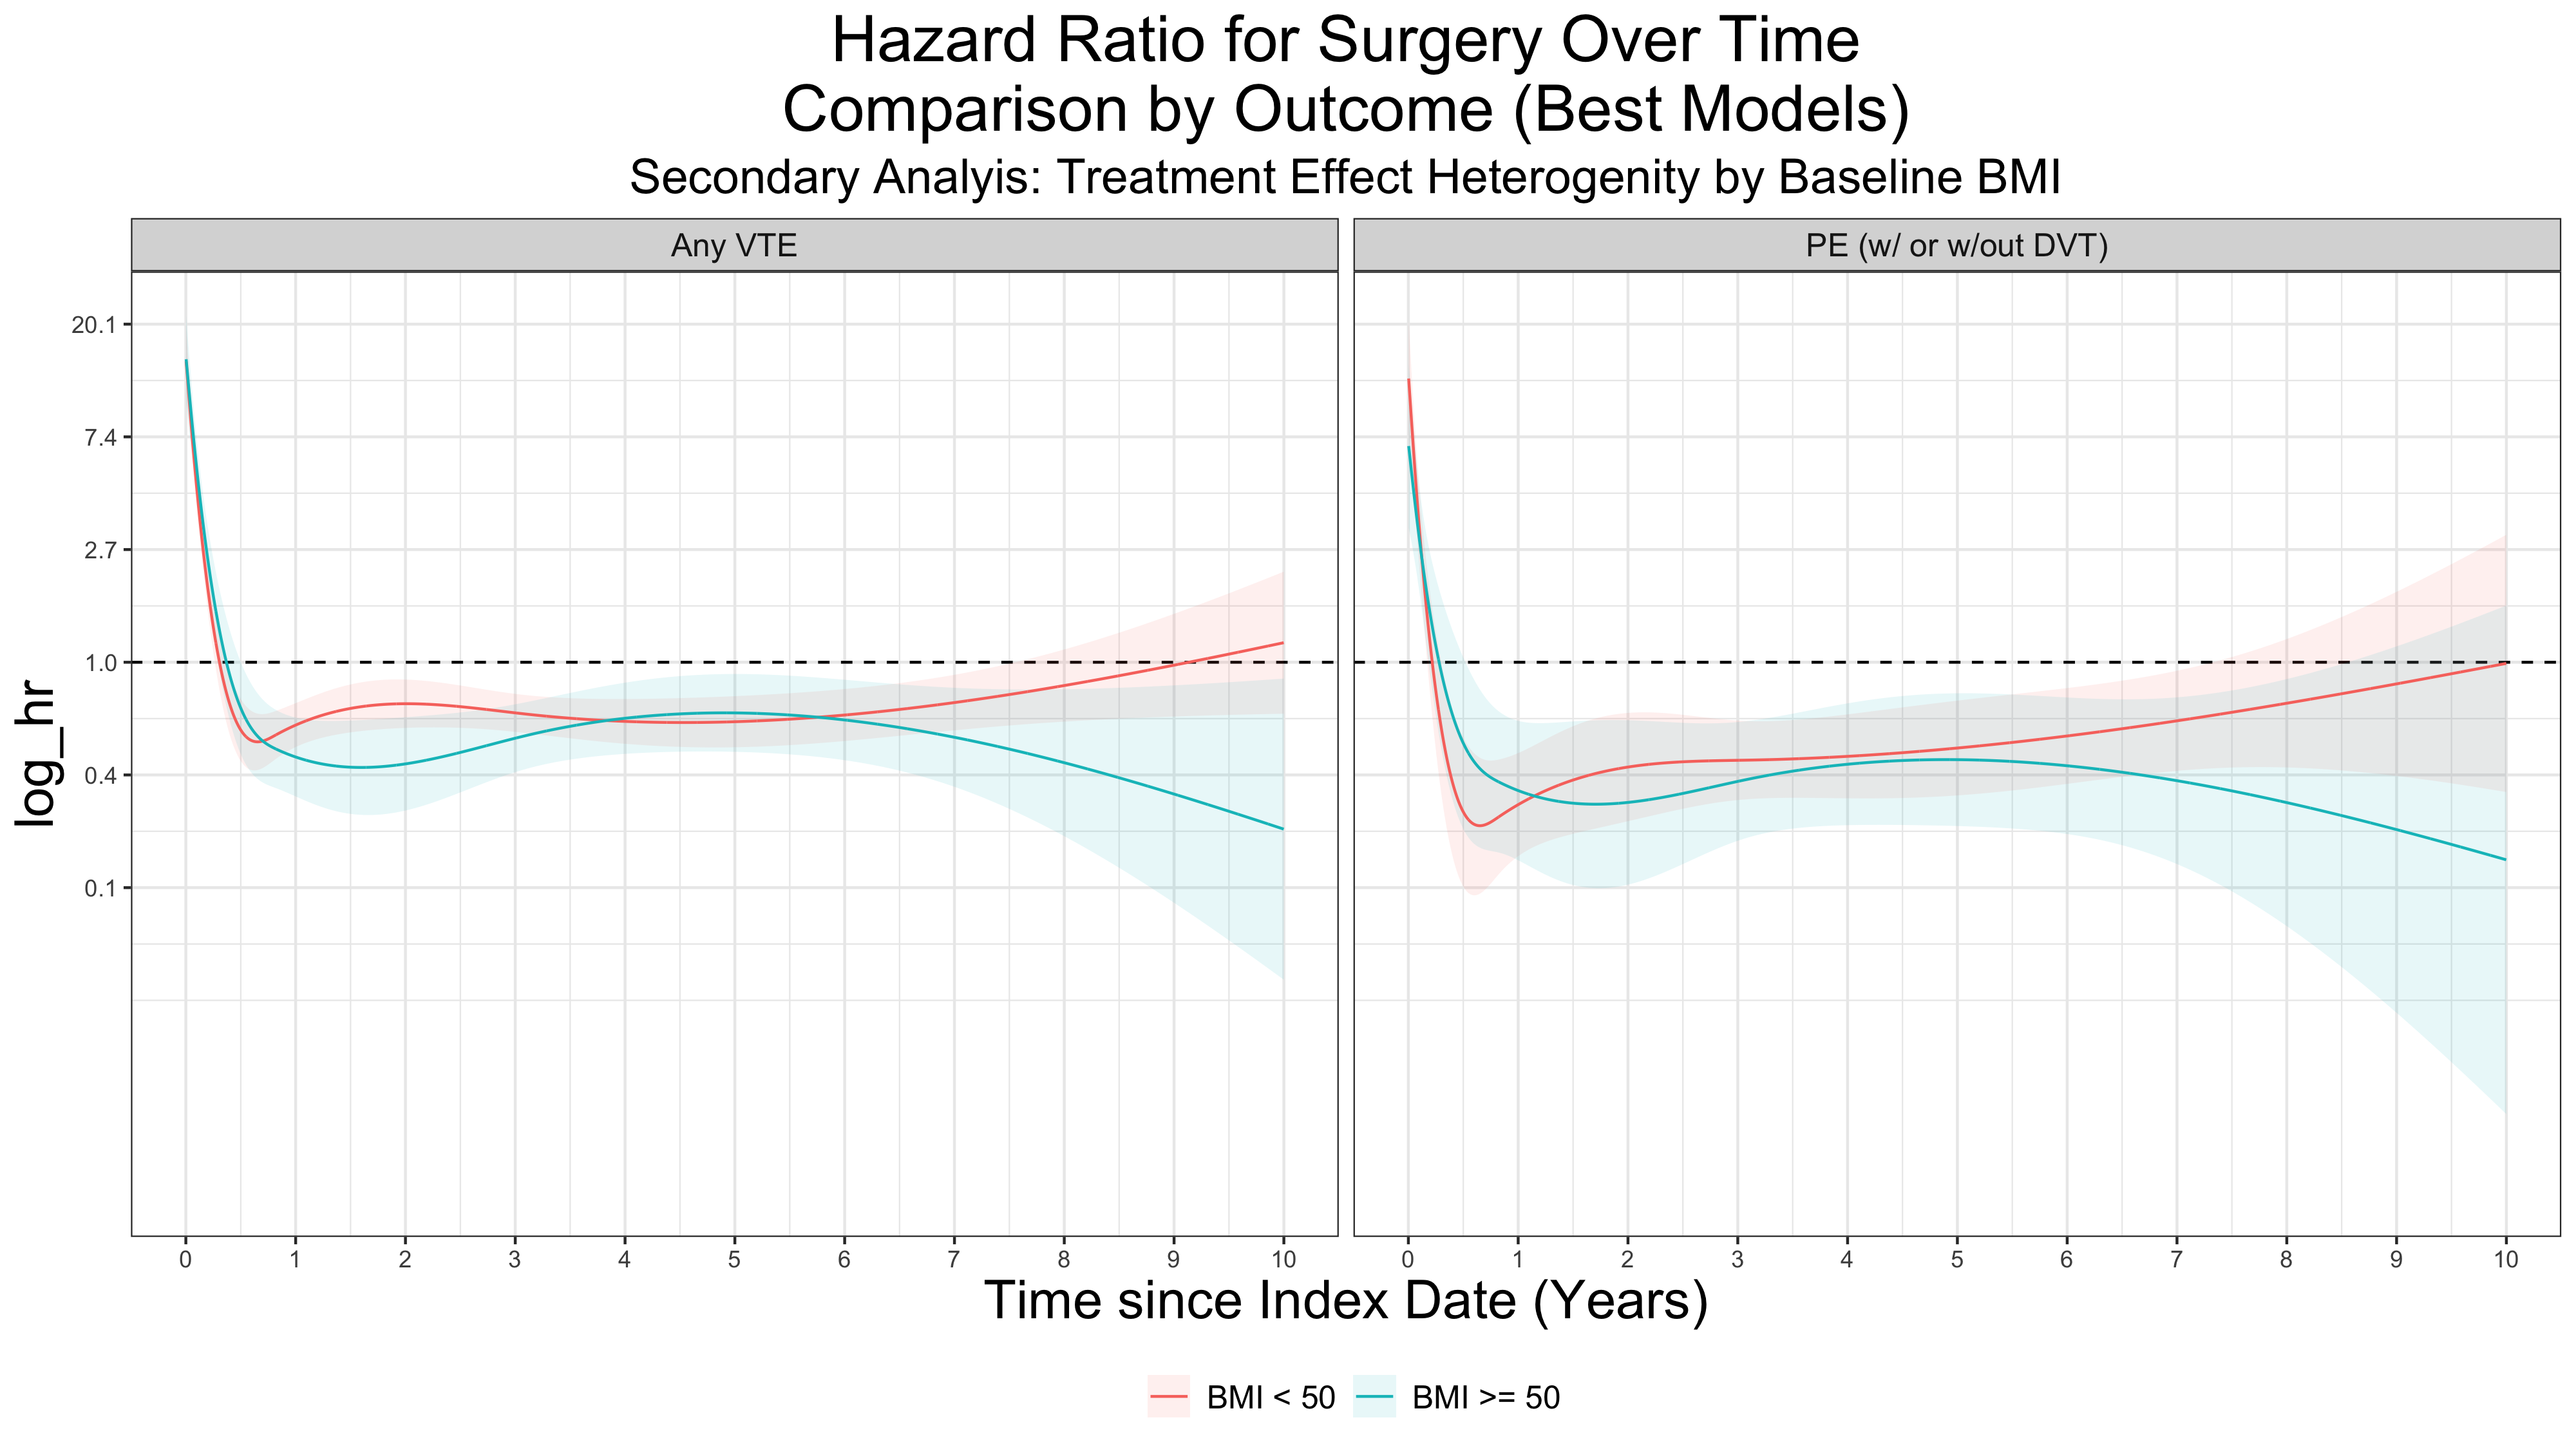 Hazard Ratio for Surgery Over Time
Comparison by Outcome (Best Models)
Secondary Analyis: Treatment Effect Heterogenity by Baseline BMI
Any VTE
PE (w/ or w/out DVT)
log_hr
20.1
7.4
2.7
1.0
0.4
0.1
0 1 2 3 4 5 6 7 8 9 10
0 1 2 3 4 5 6 7 8 9 10
Time since Index Date (Years)
BMI < 50
BMI >= 50